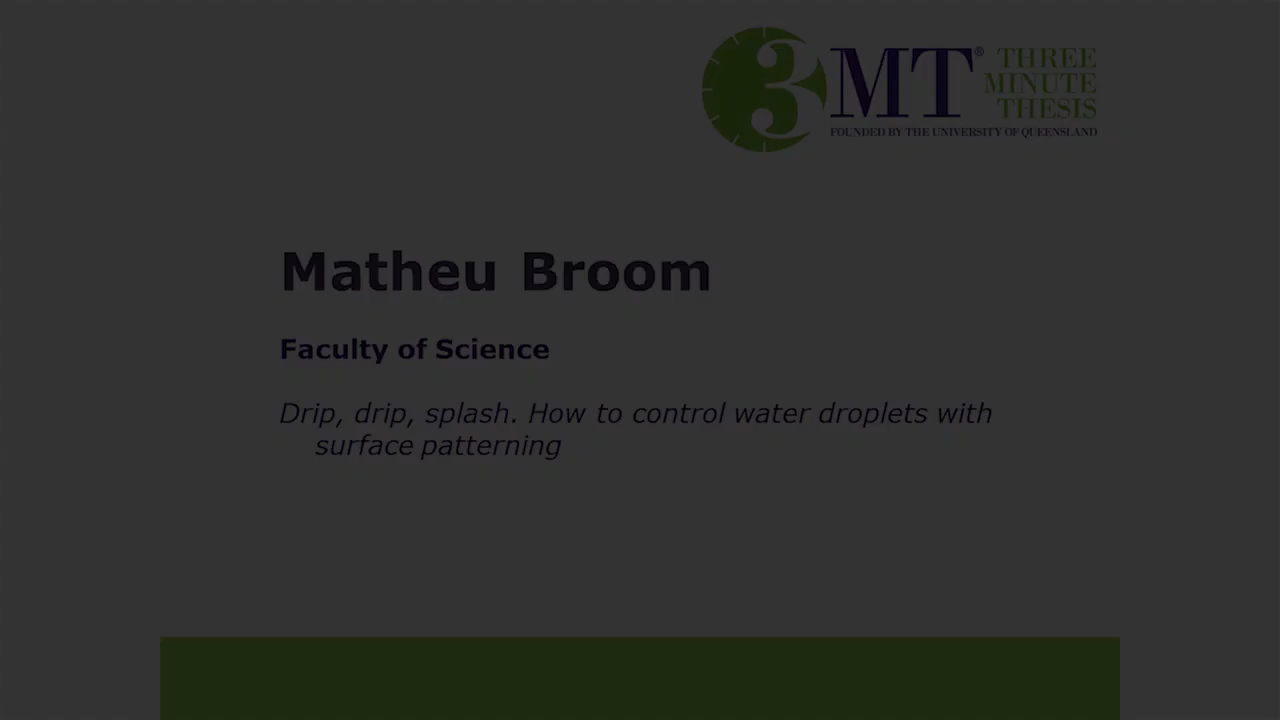 3MT® THREE
MINUTE
THESIS
FOUNDED BY THE UNIVERSITY OF QUEENSLAND
Matheu Broom
Faculty of Science
Drip, drip, splash. How to control water droplets with
surface patterning